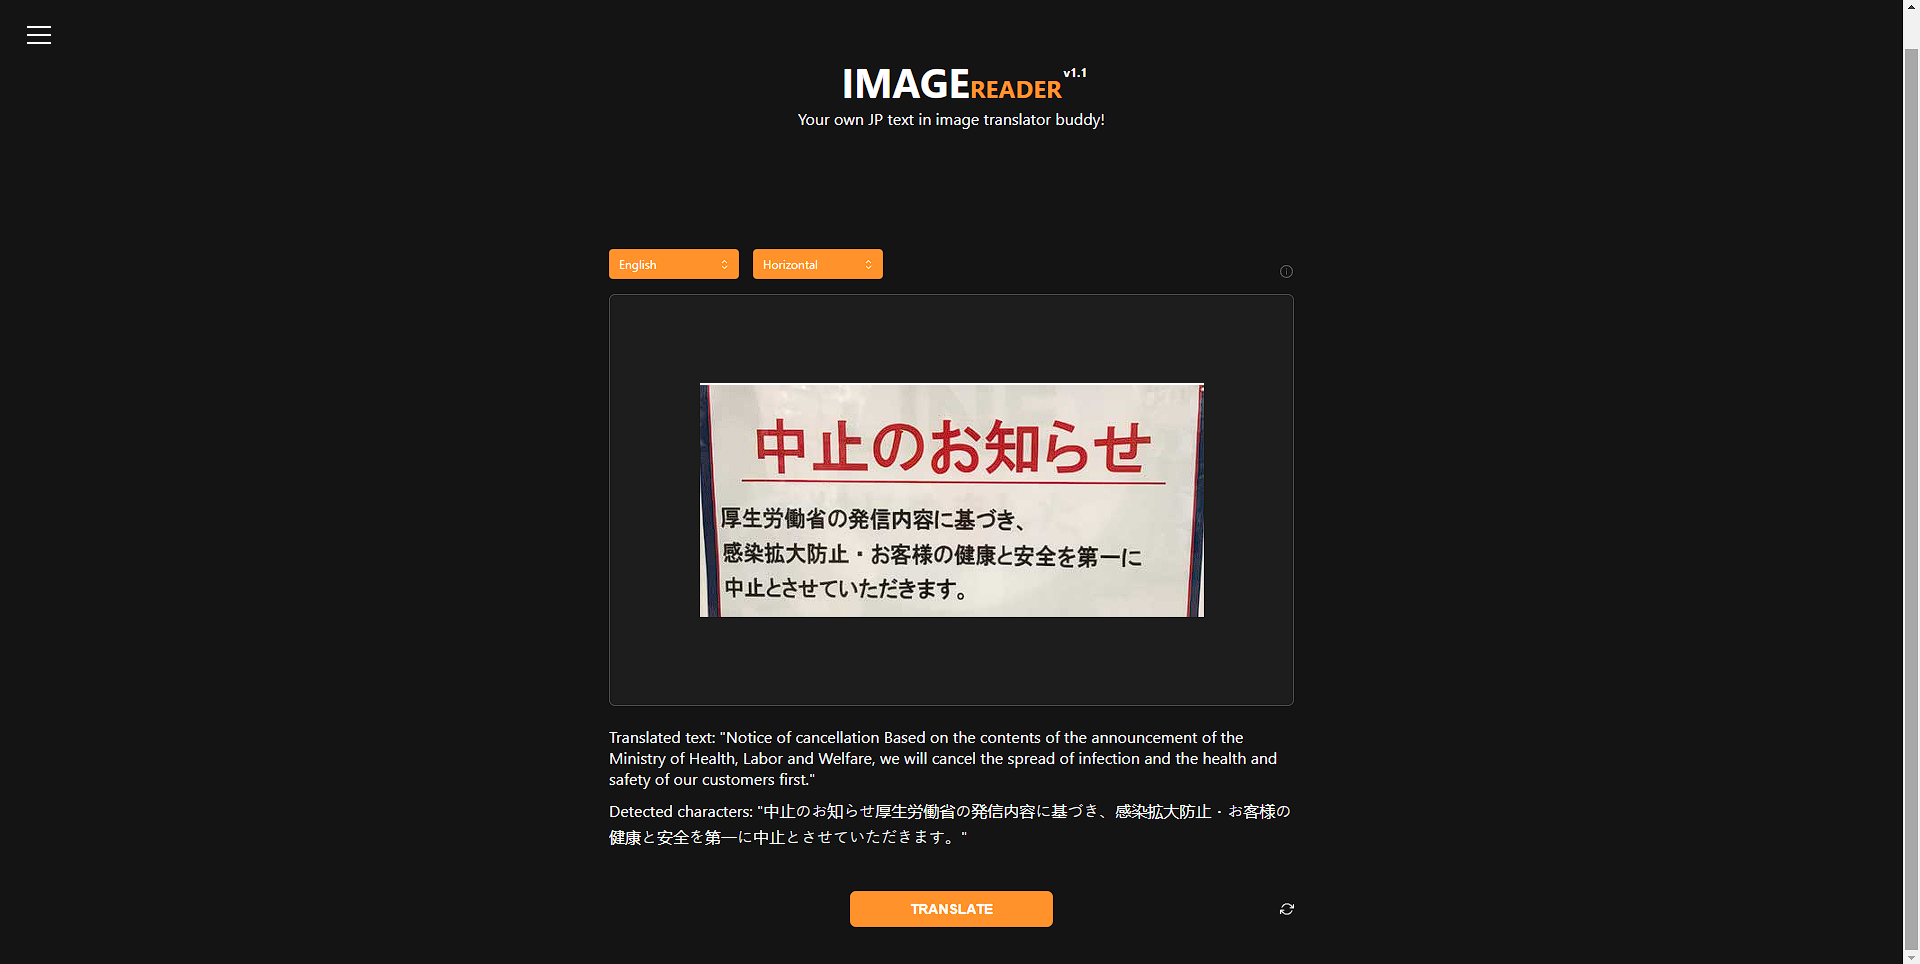 IMAGEREADER v1.1
Your own JP text in image translator buddy!
English
Horizontal
中止のお知らせ
厚生労働省の発信内容に基づき、
感染拡大防止・お客様の健康と安全を第一に
中止とさせていただきます。
Translated text: "Notice of cancellation Based on the contents of the announcement of the
Ministry of Health, Labor and Welfare, we will cancel the spread of infection and the health and
safety of our customers first."
Detected characters: "中止のお知らせ厚生労働省の発信内容に基づき、感染拡大防止・お客様の
健康と安全を第一に中止とさせていただきます。"
TRANSLATE